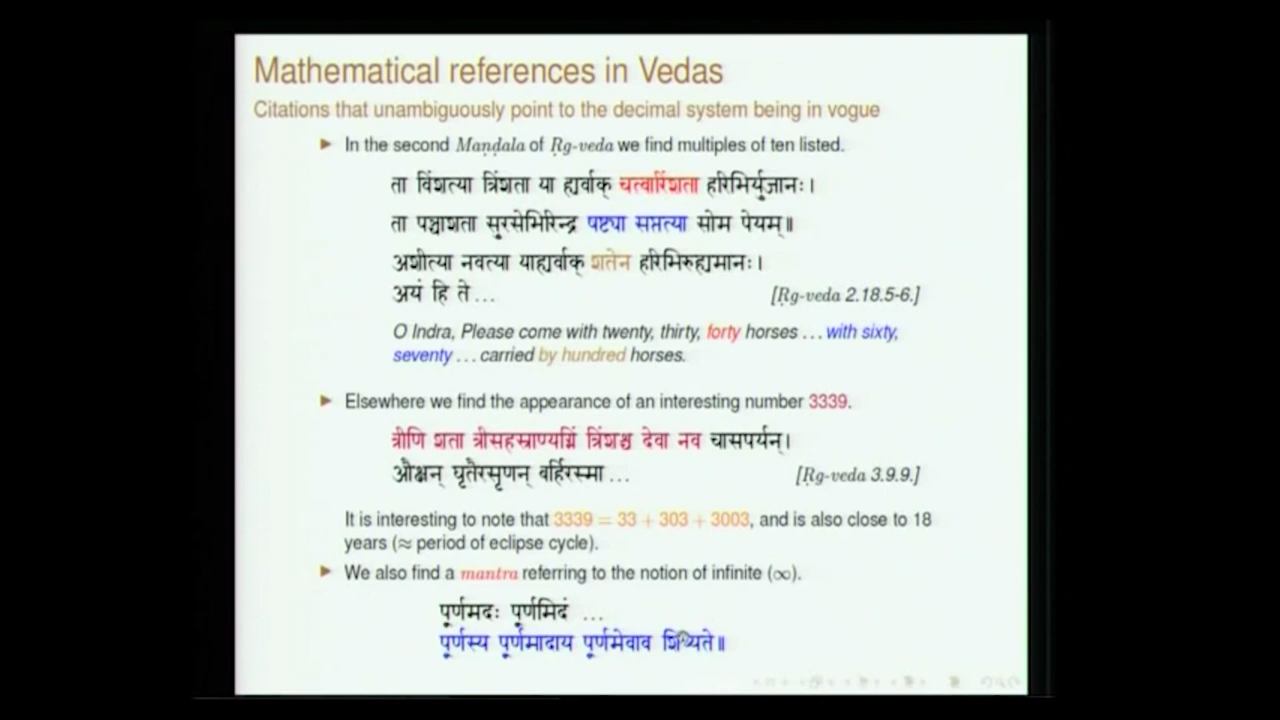 Mathematical references in Vedas
Citations that unambiguously point to the decimal system being in vogue
▶ In the second Maṇḍala of Ṛg-veda we find multiples of ten listed.
ता विंशत्या त्रिंशता या ह्यर्वाक् चत्वारिंशता हरिभिर्युजानः।
ता पञ्चाशता सुरसेभिरिन्द्र षष्ट्या सप्तत्या सोम पेयम्॥
अशीत्या नवत्या याह्यर्वाक् शतेन हरिभिरुह्यमानः।
अयं हि ते ...
[Ṛg-veda 2.18.5-6.]
O Indra, Please come with twenty, thirty, forty horses ... with sixty,
seventy ... carried by hundred horses.
▶ Elsewhere we find the appearance of an interesting number 3339.
त्रीणि शता त्रीसहस्राण्यग्निं त्रिंशच्च देवा नव चासपर्यन्।
औक्षन् घृतैरसृणन् बर्हिरस्मा ...
[Ṛg-veda 3.9.9.]
It is interesting to note that 3339 = 33 + 303 + 3003, and is also close to 18
years (≈ period of eclipse cycle).
▶ We also find a mantra referring to the notion of infinite (∞).
पूर्णमदः पूर्णमिदं ...
पूर्णस्य पूर्णमादाय पूर्णमेवाव शिष्यते॥